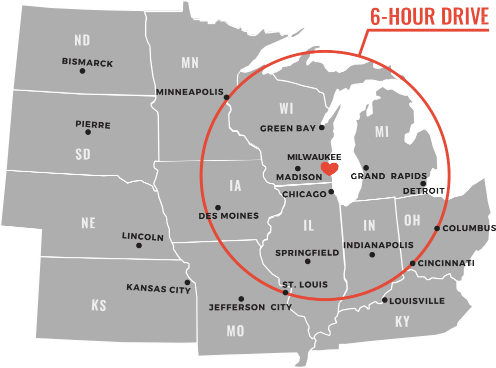 6-HOUR DRIVE
ND
BISMARCK
MN
MINNEAPOLIS
WI
GREEN BAY
PIERRE
SD
MI
MILWAUKEE
MADISON
GRAND RAPIDS
DETROIT
IA
CHICAGO
DES MOINES
NE
LINCOLN
IL
IN
OH
COLUMBUS
INDIANAPOLIS
SPRINGFIELD
CINCINNATI
KANSAS CITY
ST. LOUIS
KS
JEFFERSON CITY
LOUISVILLE
MO
KY